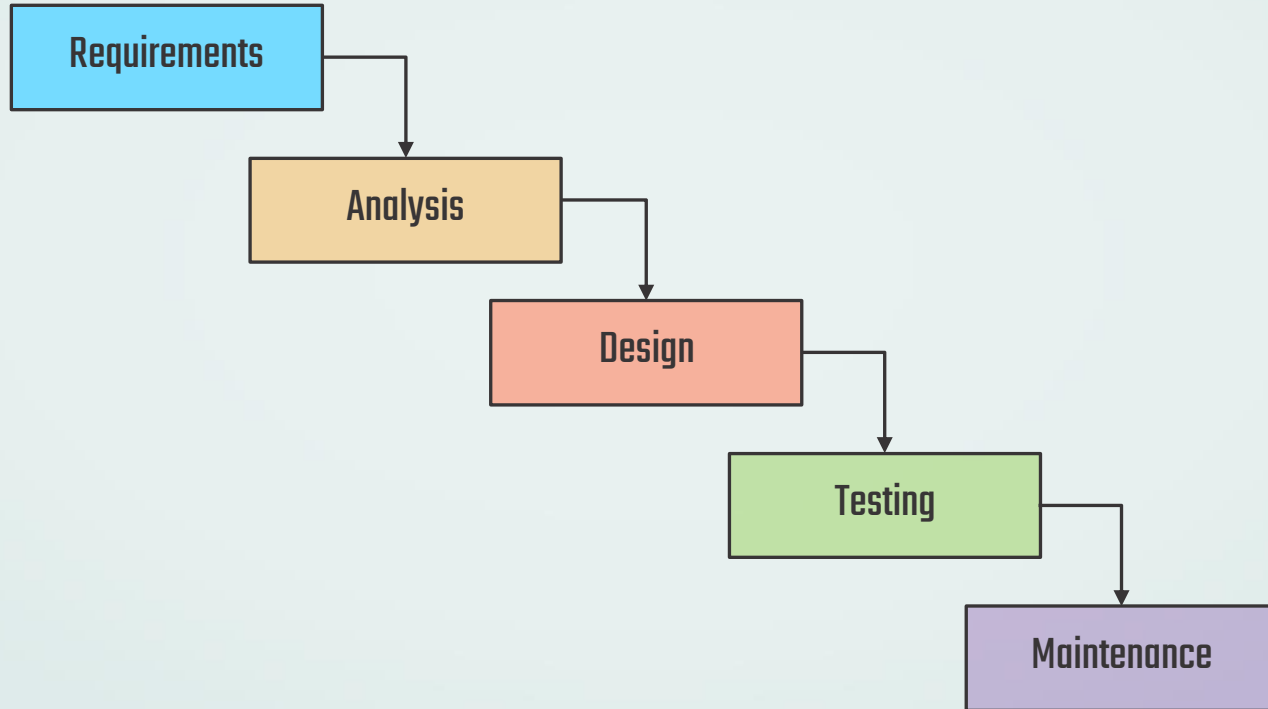 Requirements
Analysis
Design
Testing
Maintenance